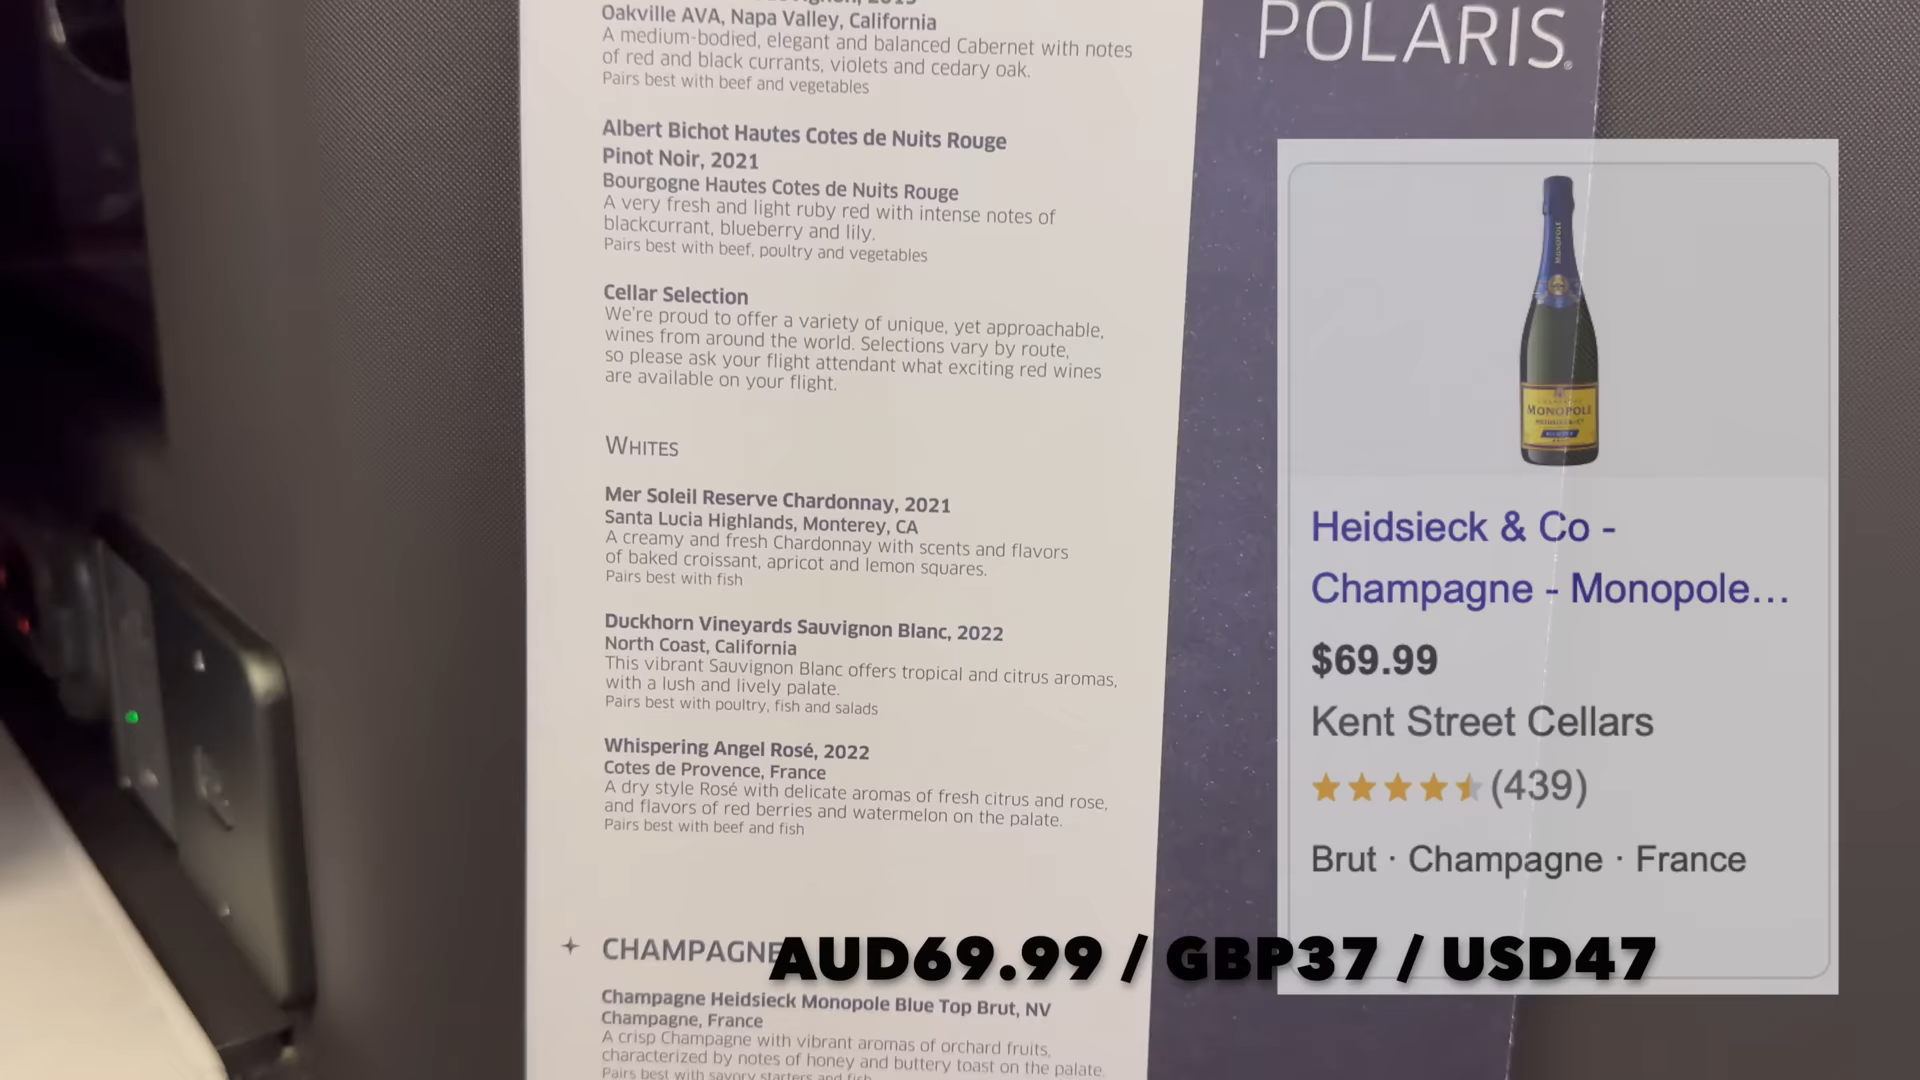 Oakville AVA, Napa Valley, California
A medium-bodied, elegant and balanced Cabernet with notes
of red and black currants, violets and cedary oak.
Pairs best with beef and vegetables
Albert Bichot Hautes Cotes de Nuits Rouge
Pinot Noir, 2021
Bourgogne Hautes Cotes de Nuits Rouge
A very fresh and light ruby red with intense notes of
blackcurrant, blueberry and lily.
Pairs best with beef, poultry and vegetables
Cellar Selection
We're proud to offer a variety of unique, yet approachable,
wines from around the world. Selections vary by route,
so please ask your flight attendant what exciting red wines
are available on your flight.
WHITES
Mer Soleil Reserve Chardonnay, 2021
Santa Lucia Highlands, Monterey, CA
A creamy and fresh Chardonnay with scents and flavors
of baked croissant, apricot and lemon squares.
Pairs best with fish
Duckhorn Vineyards Sauvignon Blanc, 2022
North Coast, California
This vibrant Sauvignon Blanc offers tropical and citrus aromas,
with a lush and lively palate.
Pairs best with poultry, fish and salads
Whispering Angel Rosé, 2022
Cotes de Provence, France
A dry style Rosé with delicate aromas of fresh citrus and rose,
and flavors of red berries and watermelon on the palate.
Pairs best with beef and fish
CHAMPAGNE
Champagne Heidsieck Monopole Blue Top Brut, NV
Champagne, France
A crisp Champagne with vibrant aromas of orchard fruits,
characterized by notes of honey and buttery toast on the palate.
Pairs best with savory starters and fish
POLARIS®
MONOPOLE
MONOPOLE
Heidsieck & Co -
Champagne - Monopole...
$69.99
Kent Street Cellars
(439)
Brut · Champagne · France
AUD69.99 / GBP37 / USD47